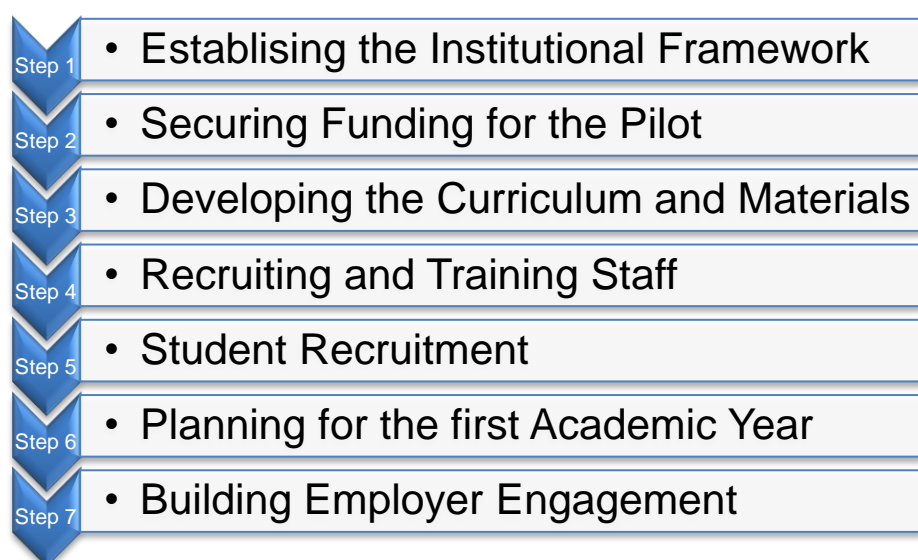 Step 1 • Establising the Institutional Framework
Step 2 • Securing Funding for the Pilot
Step 3 • Developing the Curriculum and Materials
Step 4 • Recruiting and Training Staff
Step 5 • Student Recruitment
Step 6 • Planning for the first Academic Year
Step 7 • Building Employer Engagement